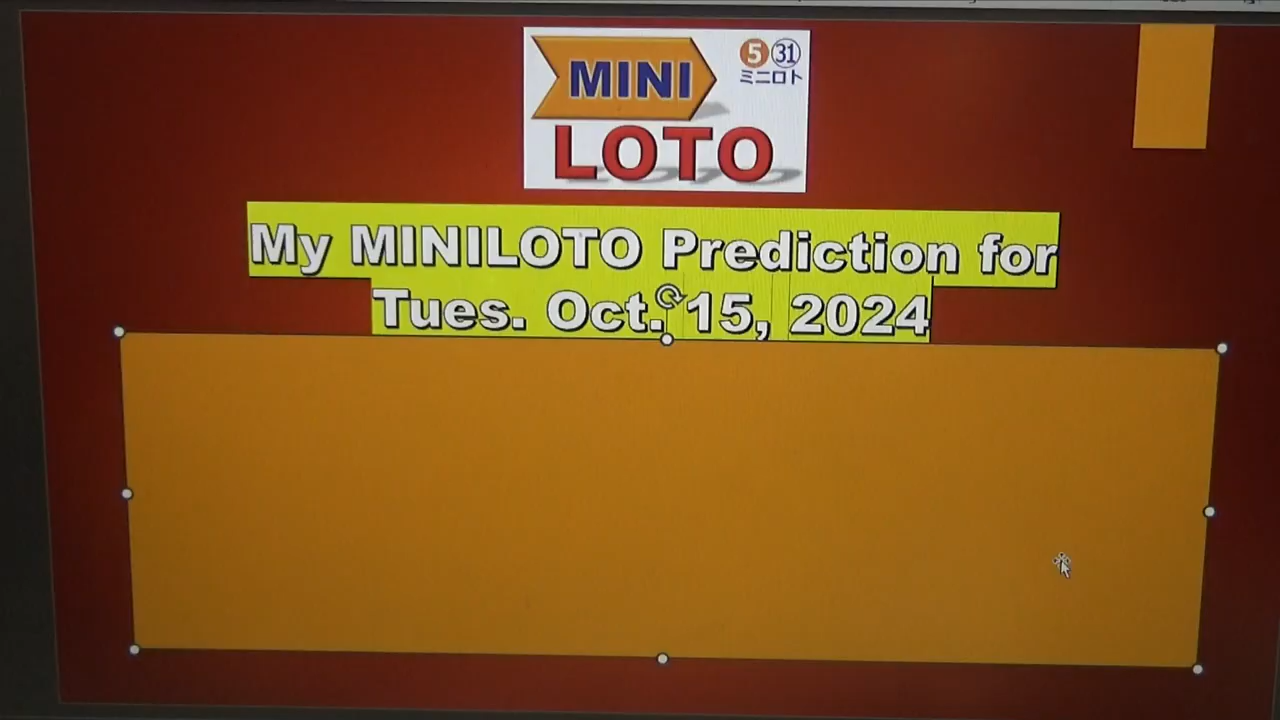 MINI
5 31
ミニロト
LOTO
My MINILOTO Prediction for
Tues. Oct. 15, 2024